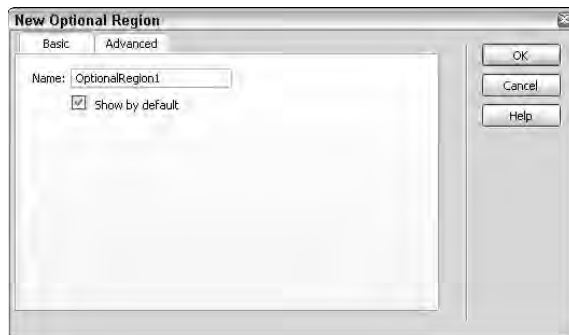 New Optional Region
Basic Advanced
Name: OptionalRegion1
Show by default
OK
Cancel
Help